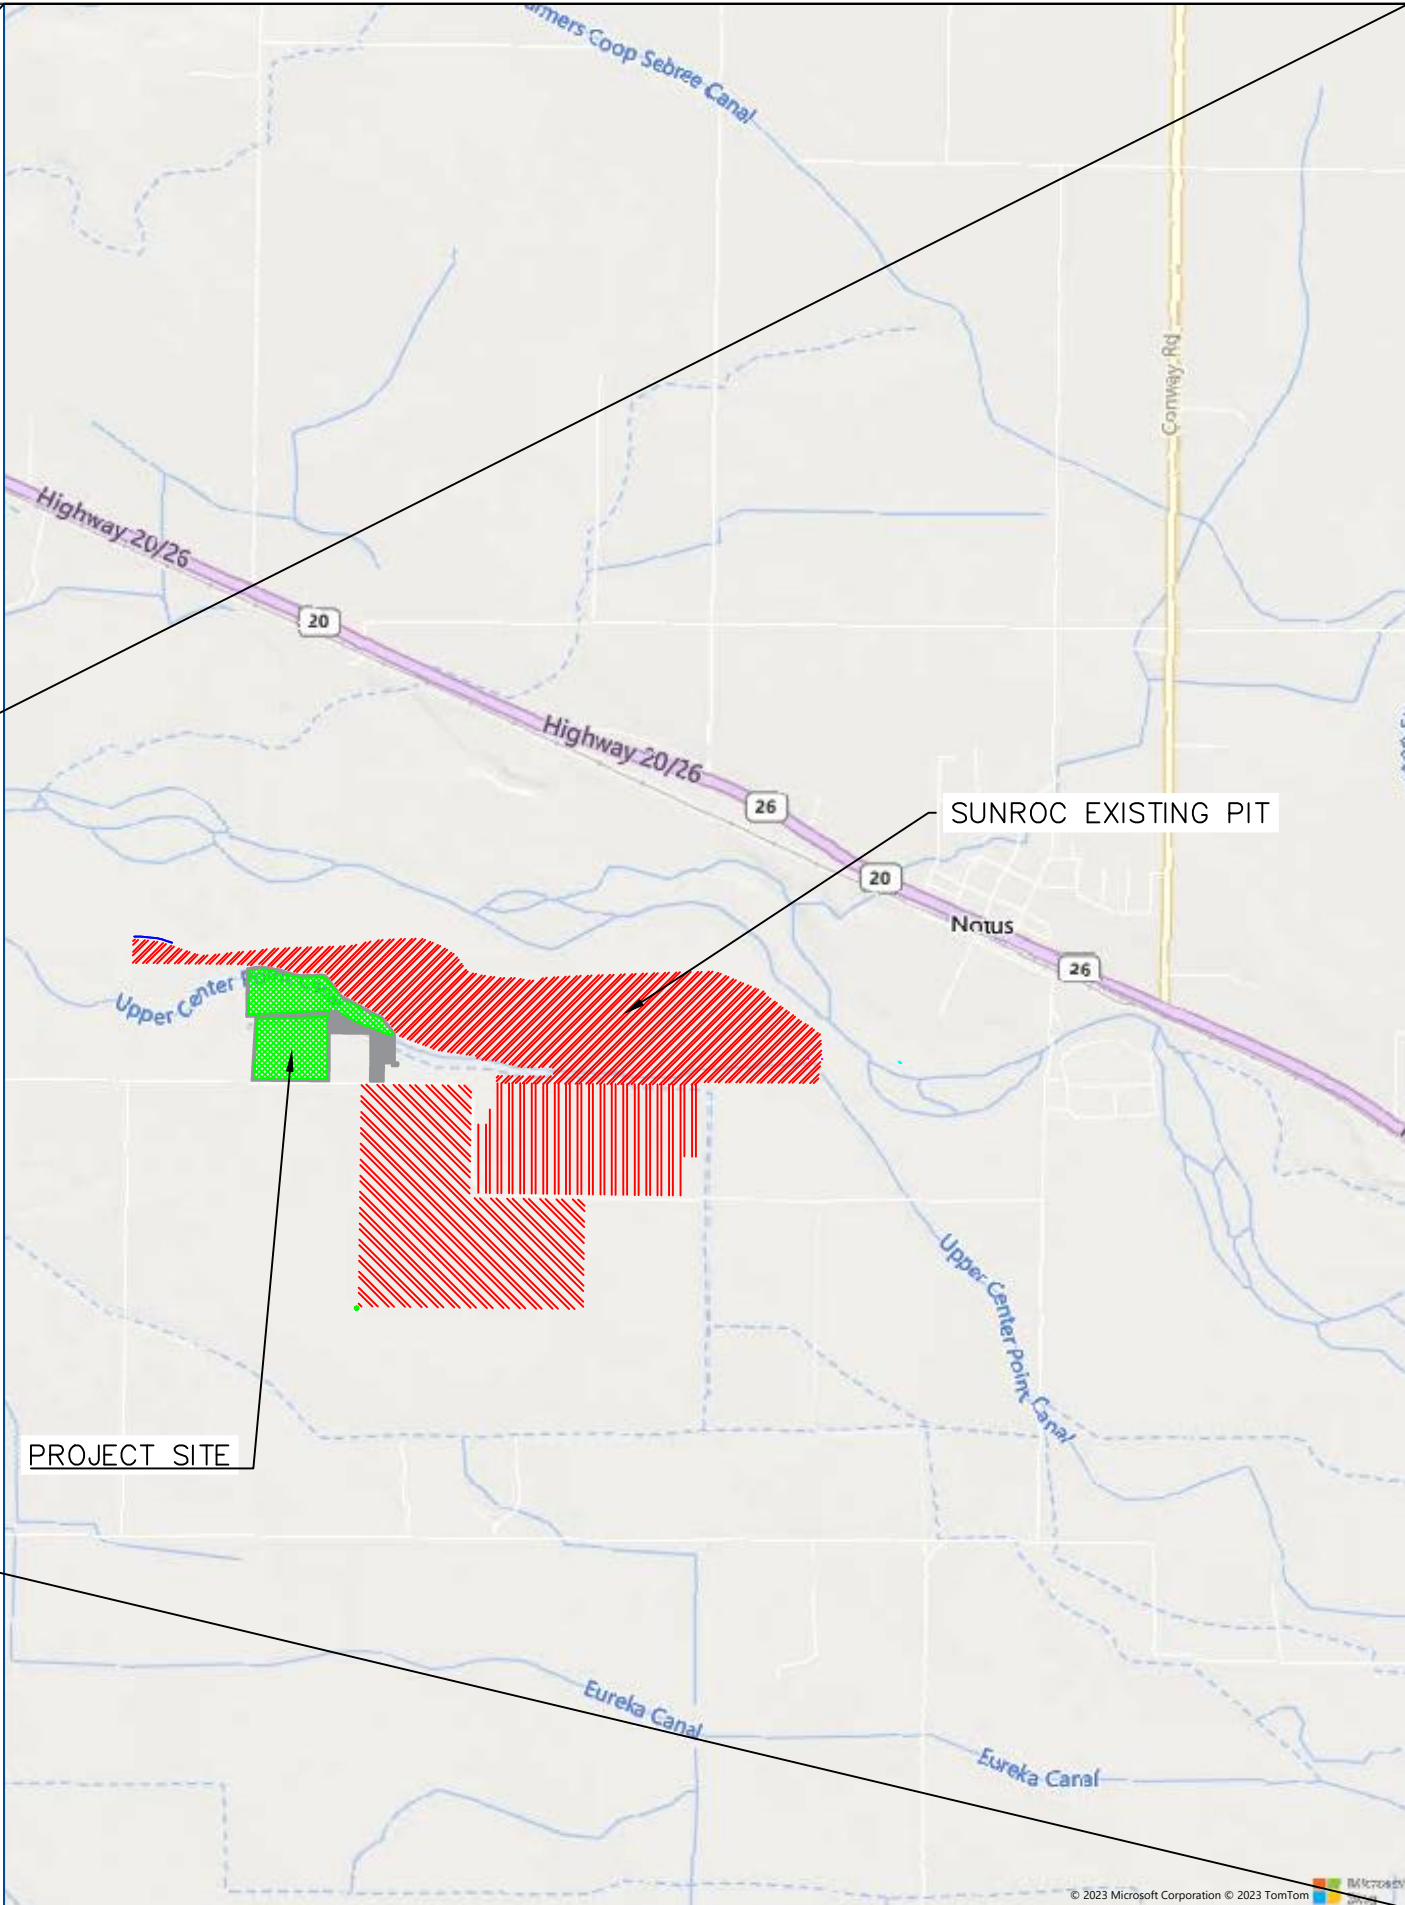 armers Coop Sebree Canal
Conway Rd
Highway 20/26
20
Highway 20/26
26
SUNROC EXISTING PIT
20
Notus
26
Upper Center
Upper Center Point Canal
PROJECT SITE
Eureka Canal
Eureka Canal
© 2023 Microsoft Corporation © 2023 TomTom